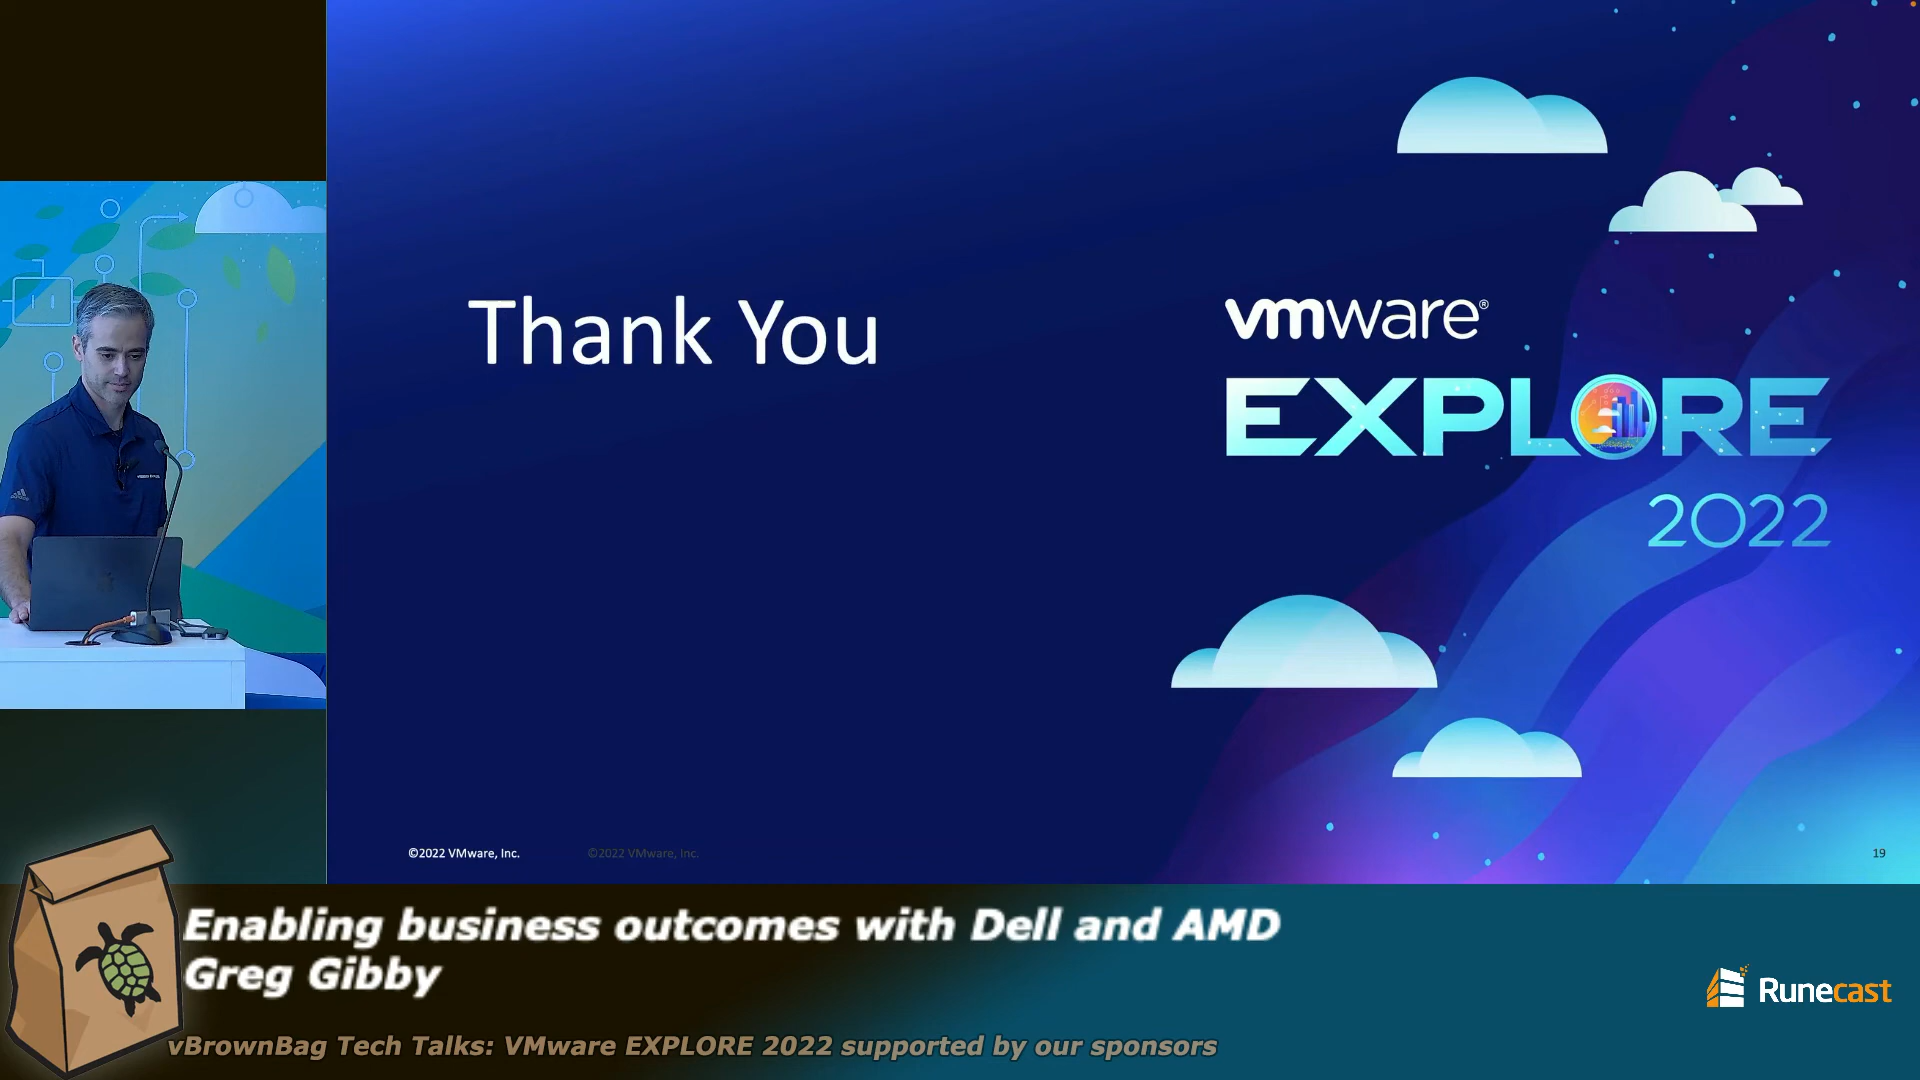 Thank You
vmware®
EXPLORE
2022
©2022 VMware, Inc.
©2022 VMware, Inc.
19
Enabling business outcomes with Dell and AMD
Greg Gibby
Runecast
vBrownBag Tech Talks: VMware EXPLORE 2022 supported by our sponsors